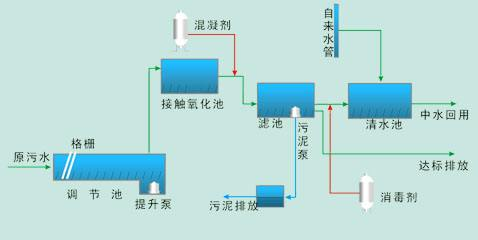 混凝剂
自来水管
接触氧化池
滤池
污泥泵
清水池
中水回用
格栅
原污水
调节池
提升泵
污泥排放
达标排放
消毒剂